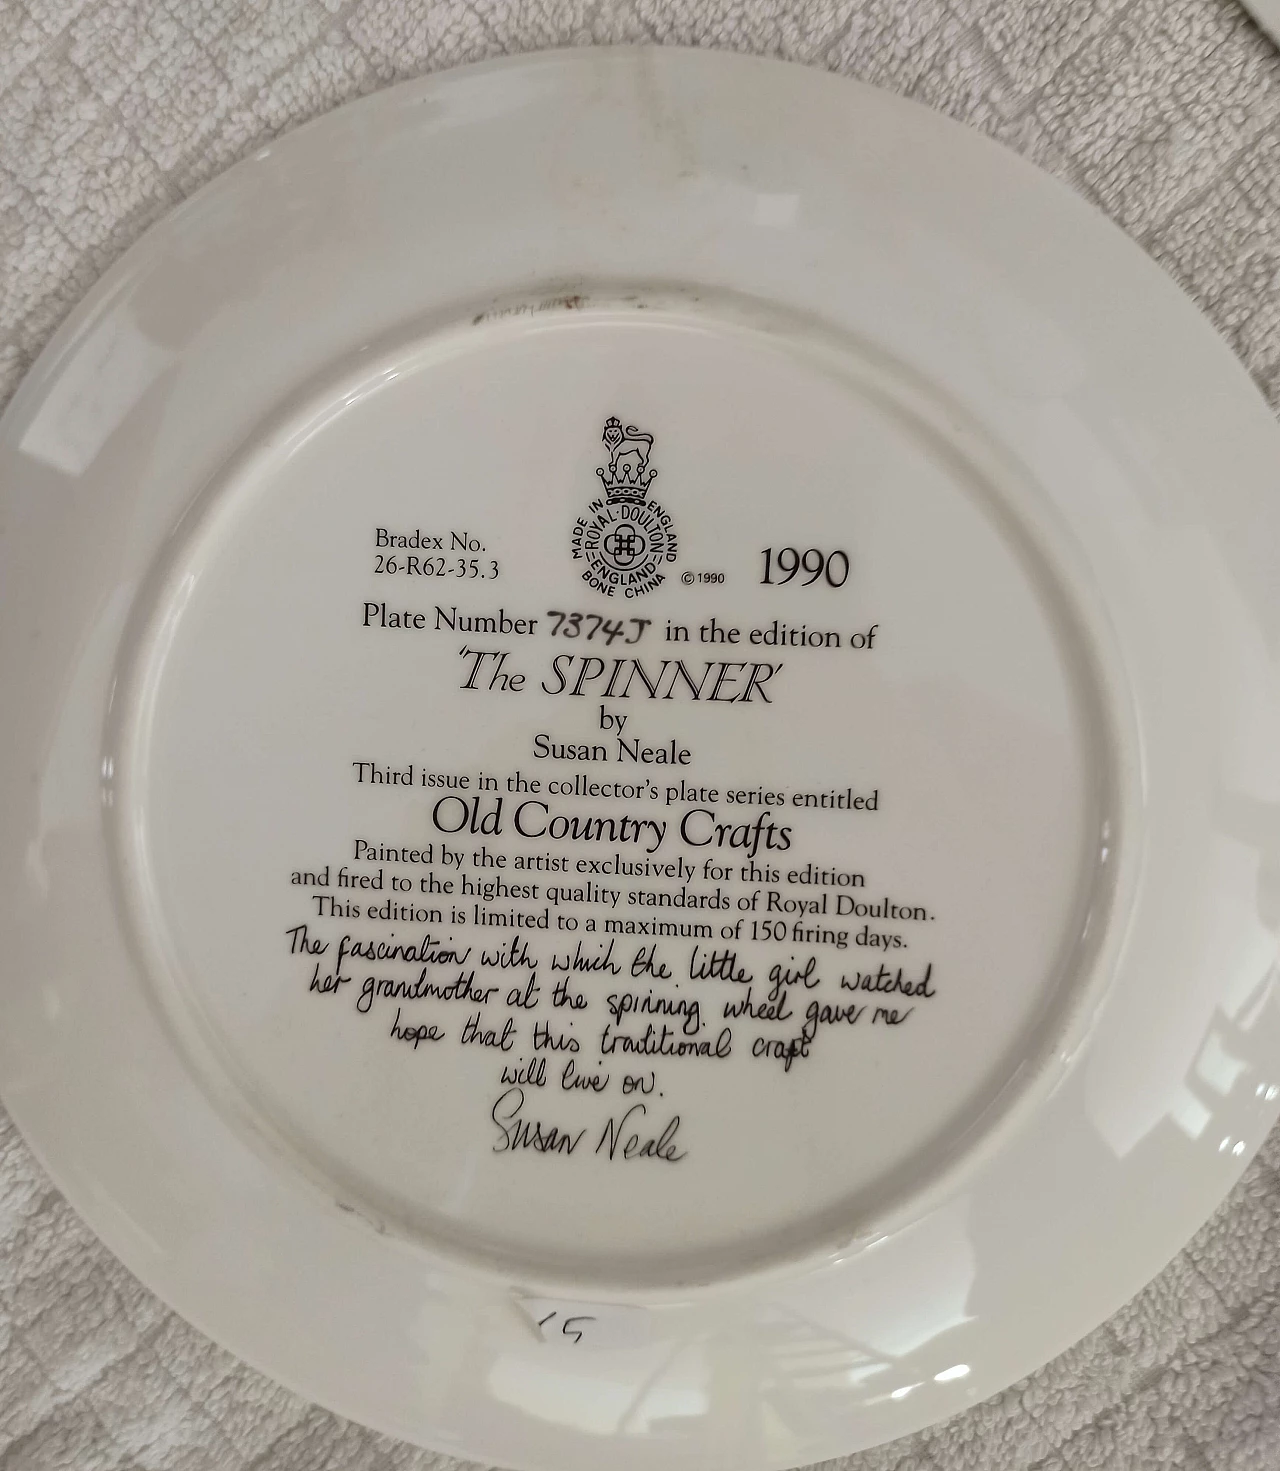 MADE IN ENGLAND
ROYAL·DOULTON
ENGLAND
BONE CHINA
Bradex No.
26-R62-35.3
©1990
1990
Plate Number 7374J in the edition of
'The SPINNER'
by
Susan Neale
Third issue in the collector's plate series entitled
Old Country Crafts
Painted by the artist exclusively for this edition
and fired to the highest quality standards of Royal Doulton.
This edition is limited to a maximum of 150 firing days.
The fascination with which the little girl watched
her grandmother at the spinning wheel gave me
hope that this traditional craft
will live on.
Susan Neale
15